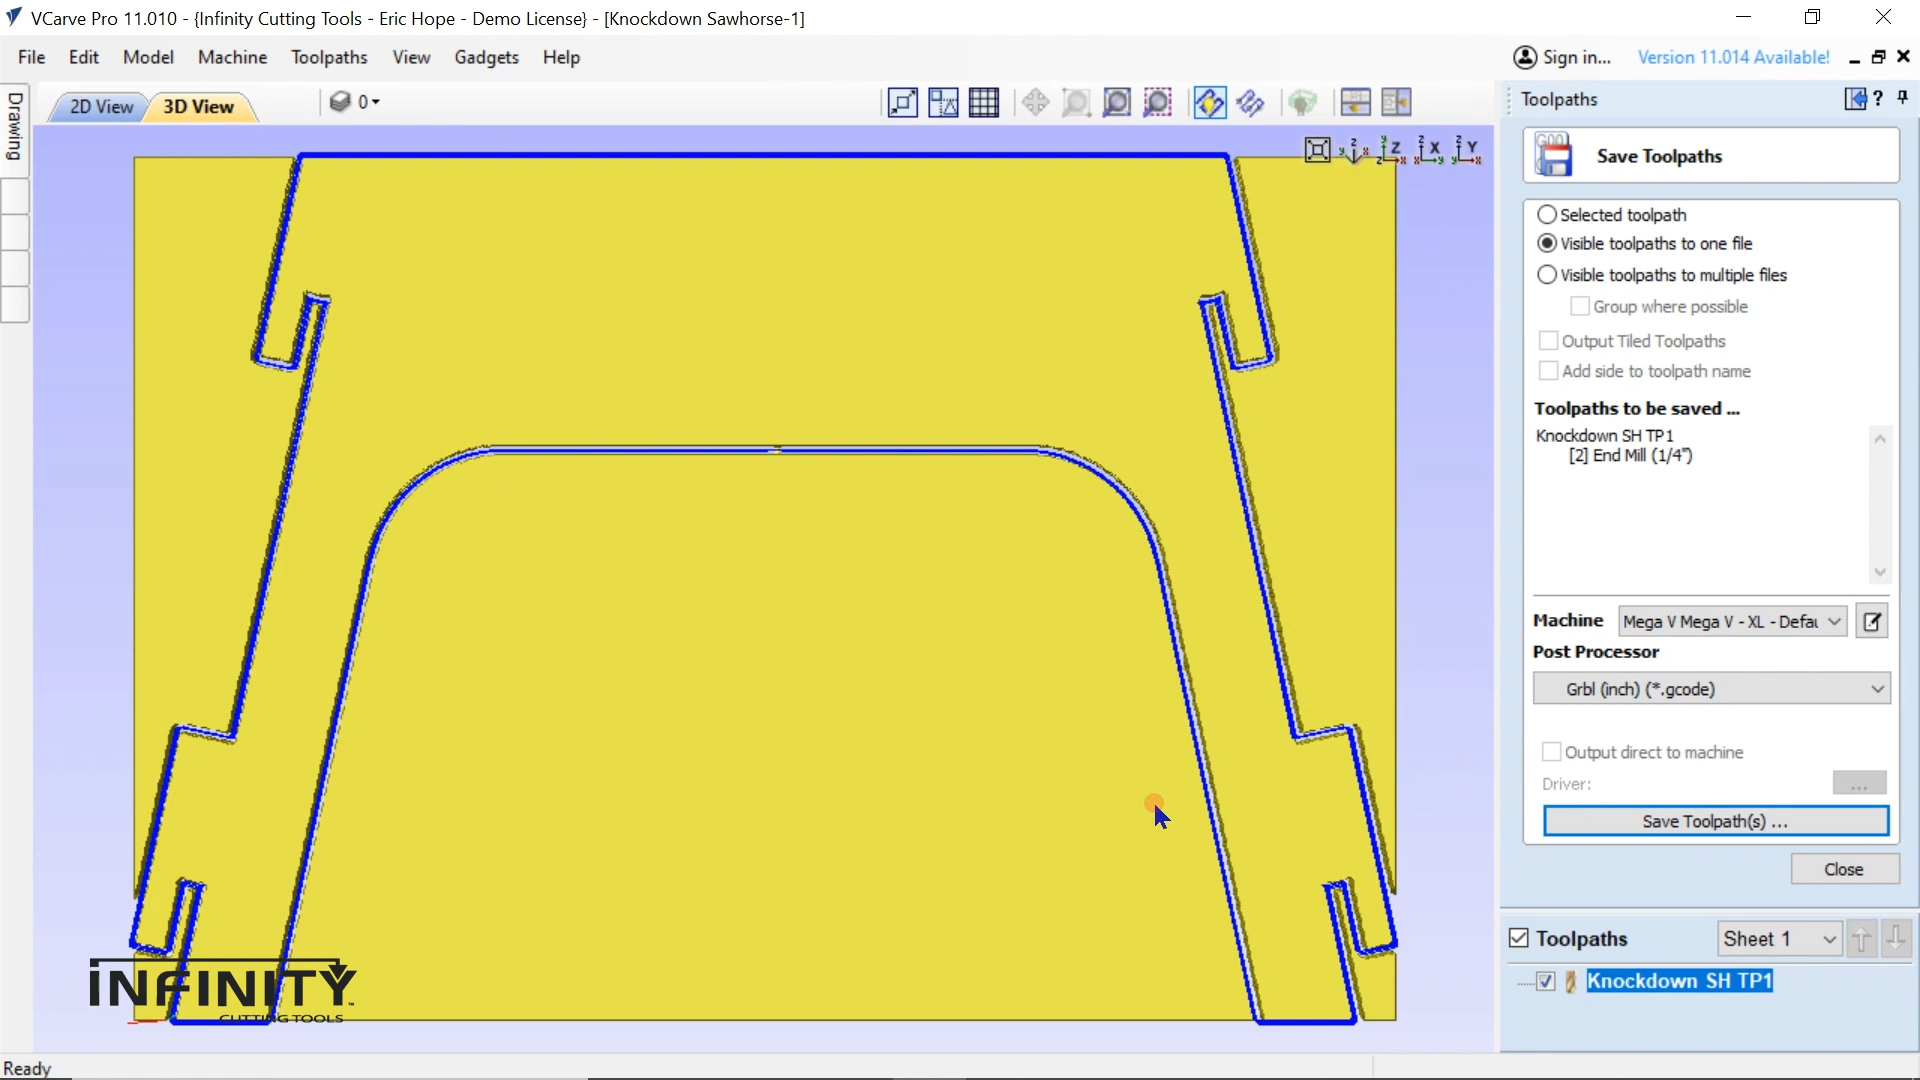 VCarve Pro 11.010 - {Infinity Cutting Tools - Eric Hope - Demo License} - [Knockdown Sawhorse-1]
File Edit Model Machine Toolpaths View Gadgets Help
Sign in... Version 11.014 Available!
Drawing
2D View 3D View 0
Toolpaths ?
Z X Y
Save Toolpaths
Selected toolpath
Visible toolpaths to one file
Visible toolpaths to multiple files
Group where possible
Output Tiled Toolpaths
Add side to toolpath name
Toolpaths to be saved ...
Knockdown SH TP1
[2] End Mill (1/4")
Machine Mega V Mega V - XL - Defau
Post Processor
Grbl (inch) (*.gcode)
Output direct to machine
Driver: ...
Save Toolpath(s) ...
Close
Toolpaths Sheet 1
Knockdown SH TP1
INFINITY™
CUTTING TOOLS
Ready